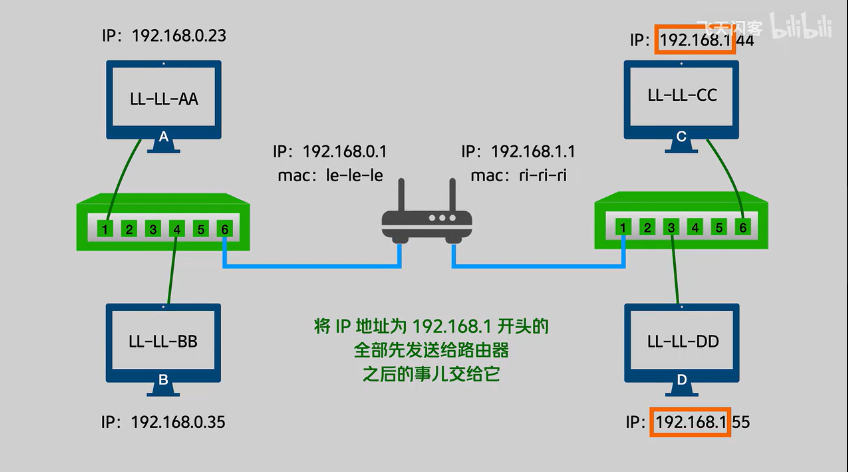 飞天闪客 bilibili
IP：192.168.0.23
IP：192.168.1.44
LL-LL-AA
A
LL-LL-CC
C
IP：192.168.0.1
mac：le-le-le
IP：192.168.1.1
mac：ri-ri-ri
1 2 3 4 5 6
1 2 3 4 5 6
LL-LL-BB
B
将 IP 地址为 192.168.1 开头的
全部先发送给路由器
之后的事儿交给它
LL-LL-DD
D
IP：192.168.0.35
IP：192.168.1.55